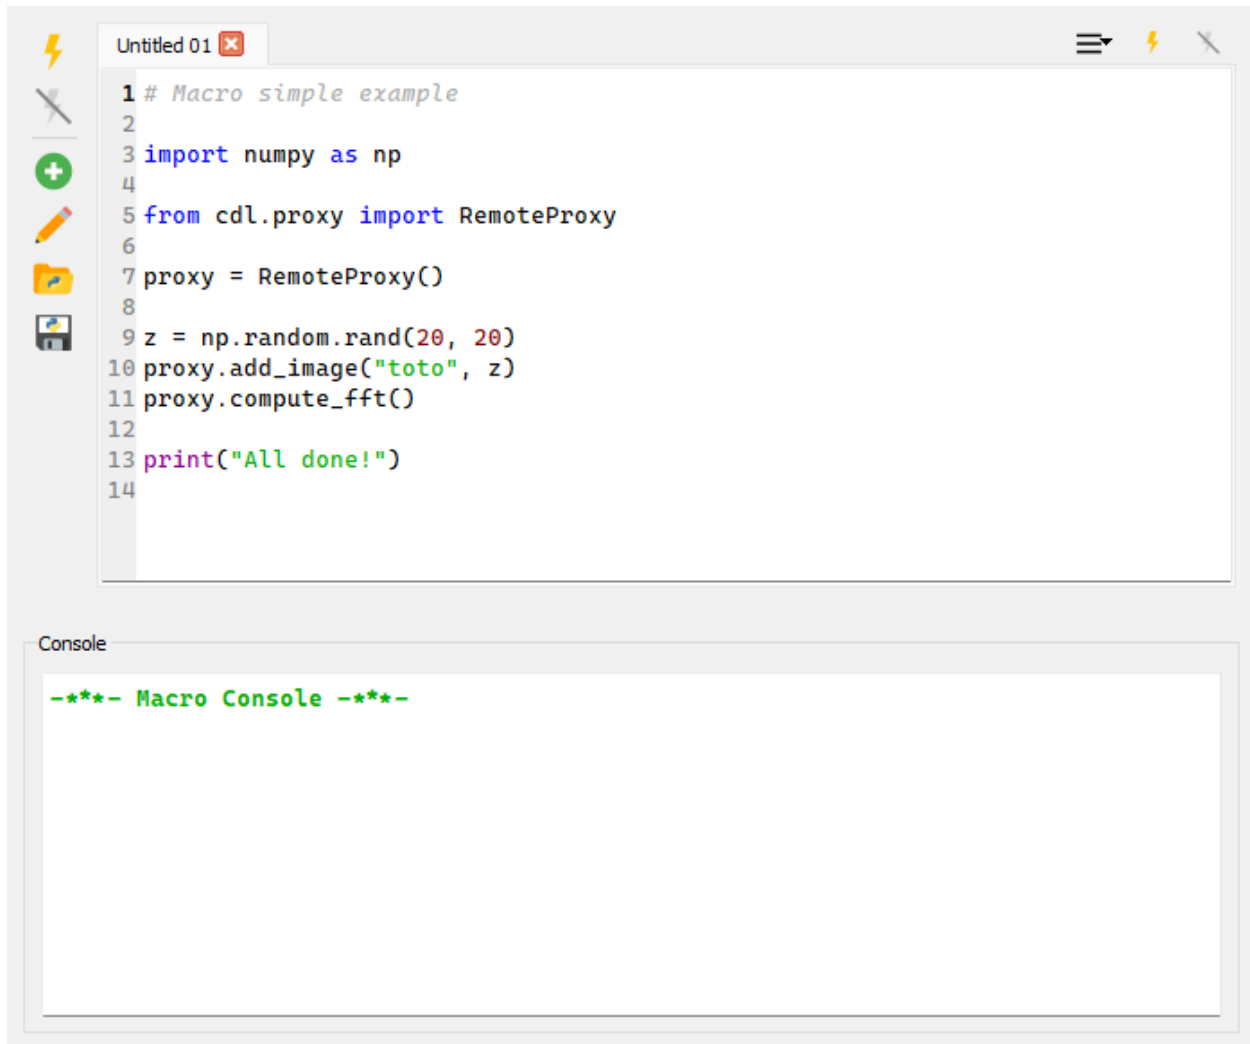 Untitled 01
1 # Macro simple example
2
3 import numpy as np
4
5 from cdl.proxy import RemoteProxy
6
7 proxy = RemoteProxy()
8
9 z = np.random.rand(20, 20)
10 proxy.add_image("toto", z)
11 proxy.compute_fft()
12
13 print("All done!")
14
Console
-***- Macro Console -***-